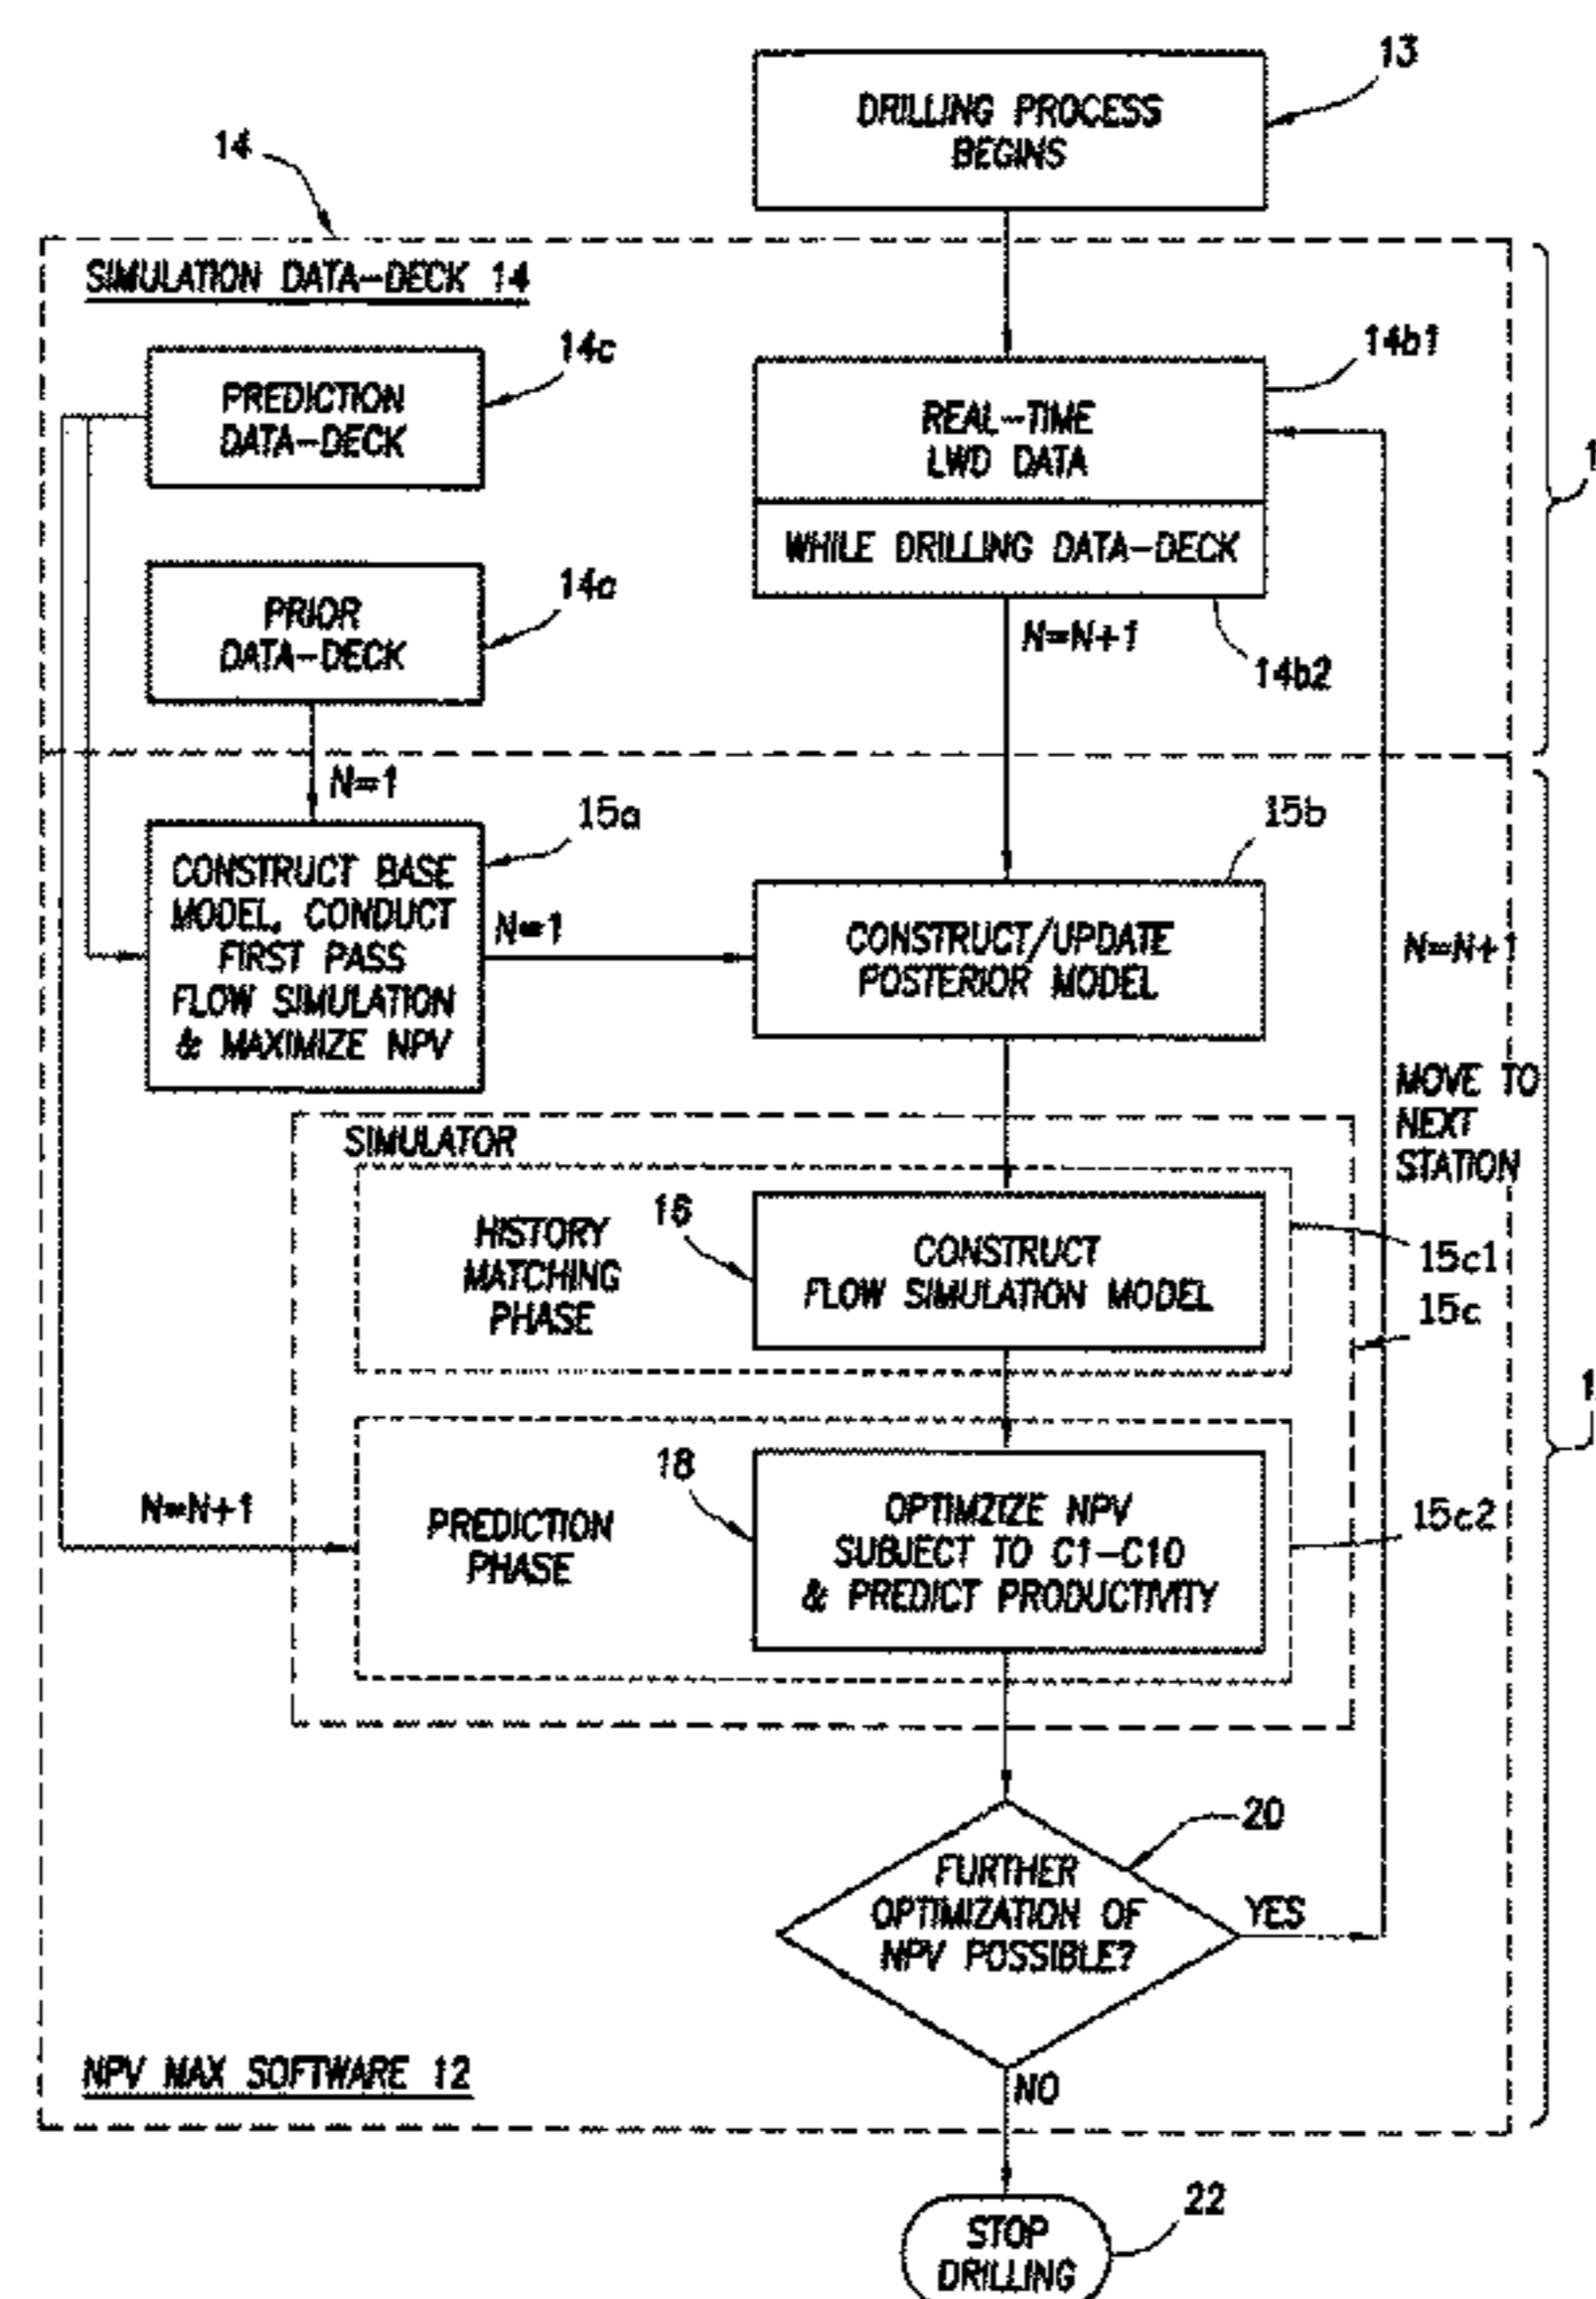 13
DRILLING PROCESS
BEGINS
14
SIMULATION DATA-DECK 14
14c
PREDICTION
DATA-DECK
14b1
REAL-TIME
LWD DATA
WHILE DRILLING DATA-DECK
1
14a
PRIOR
DATA-DECK
N=N+1
14b2
N=1
15a
CONSTRUCT BASE
MODEL, CONDUCT
FIRST PASS
FLOW SIMULATION
& MAXIMIZE NPV
N=1
15b
CONSTRUCT/UPDATE
POSTERIOR MODEL
N=N+1
MOVE TO
NEXT
STATION
SIMULATOR
HISTORY
MATCHING
PHASE
16
CONSTRUCT
FLOW SIMULATION MODEL
15c1
15c
1
N=N+1
PREDICTION
PHASE
18
OPTIMZIZE NPV
SUBJECT TO C1-C10
& PREDICT PRODUCTIVITY
15c2
20
FURTHER
OPTIMIZATION OF
NPV POSSIBLE?
YES
NPV MAX SOFTWARE 12
NO
22
STOP
DRILLING